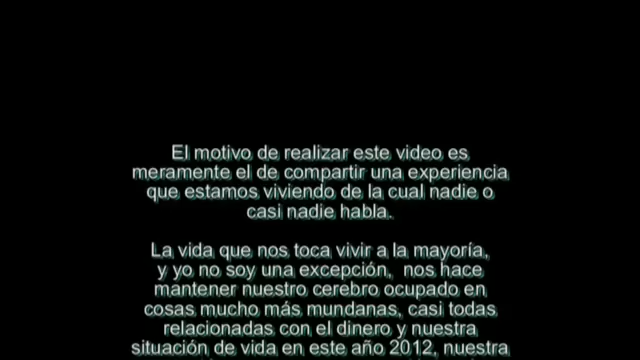 El motivo de realizar este video es
meramente el de compartir una experiencia
que estamos viviendo de la cual nadie o
casi nadie habla.
La vida que nos toca vivir a la mayoría,
y yo no soy una excepción,  nos hace
mantener nuestro cerebro ocupado en
cosas mucho más mundanas, casi todas
relacionadas con el dinero y nuestra
situación de vida en este año 2012, nuestra